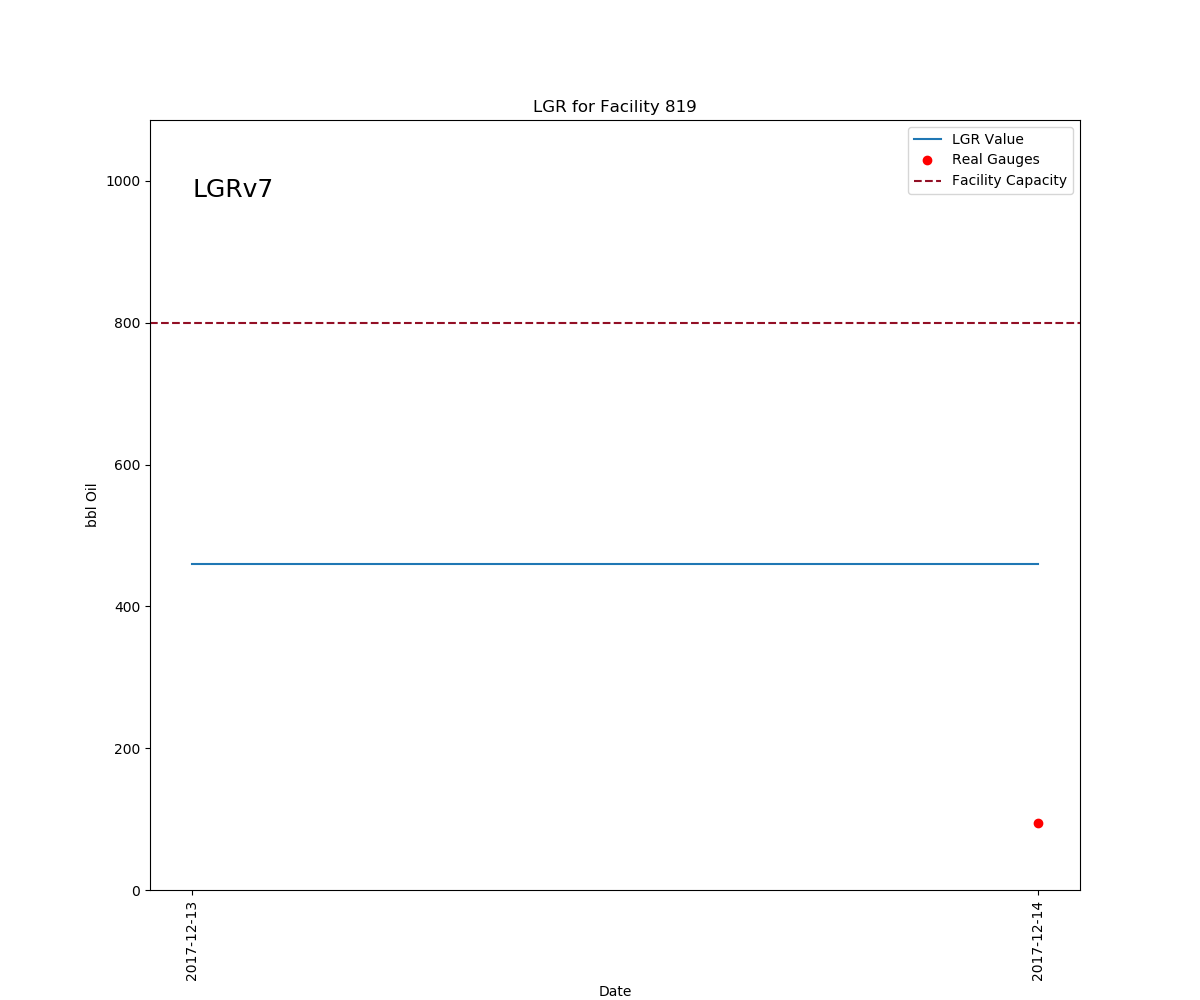 LGR for Facility 819
LGR Value
Real Gauges
Facility Capacity
LGRv7
1000
800
600
400
200
0
bbl Oil
2017-12-13
2017-12-14
Date